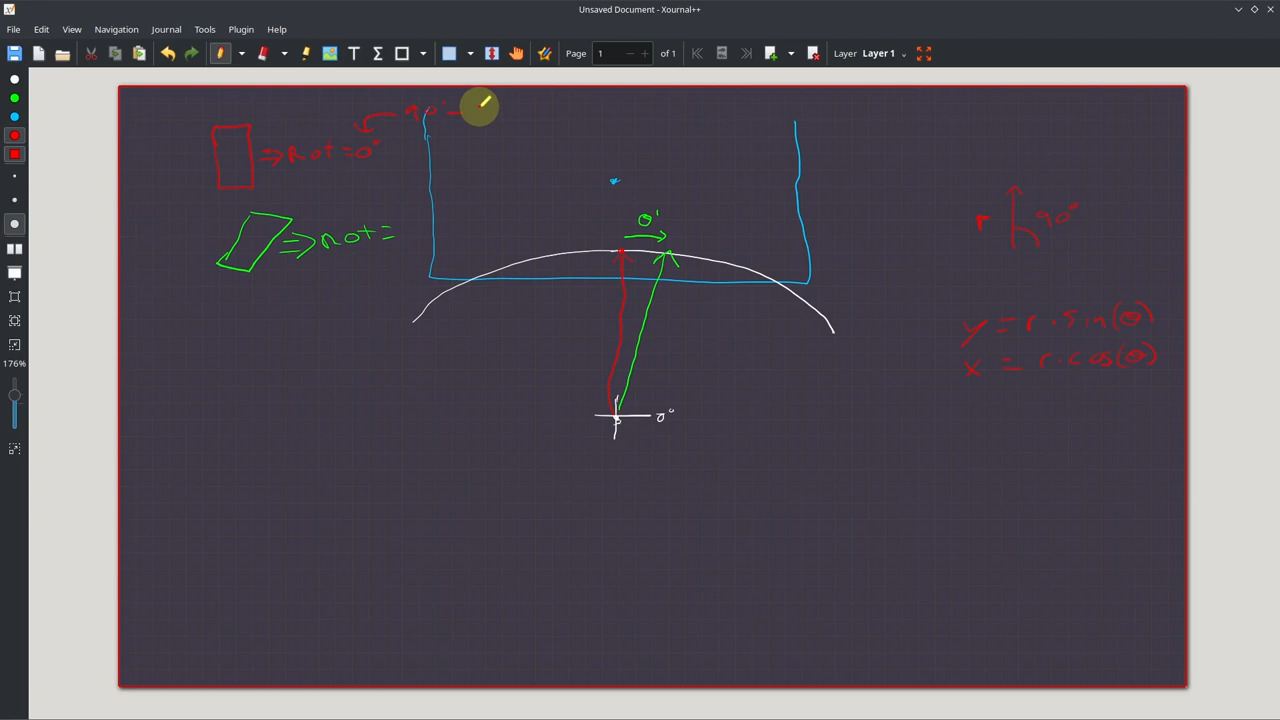 Unsaved Document - Xournal++
File Edit View Navigation Journal Tools Plugin Help
Page 1 of 1 Layer Layer 1
176%
90° -
⇒ Rot = 0°
⇒ Rot =
θ'
0°
r 90°
y = r · sin(θ)
x = r · cos(θ)